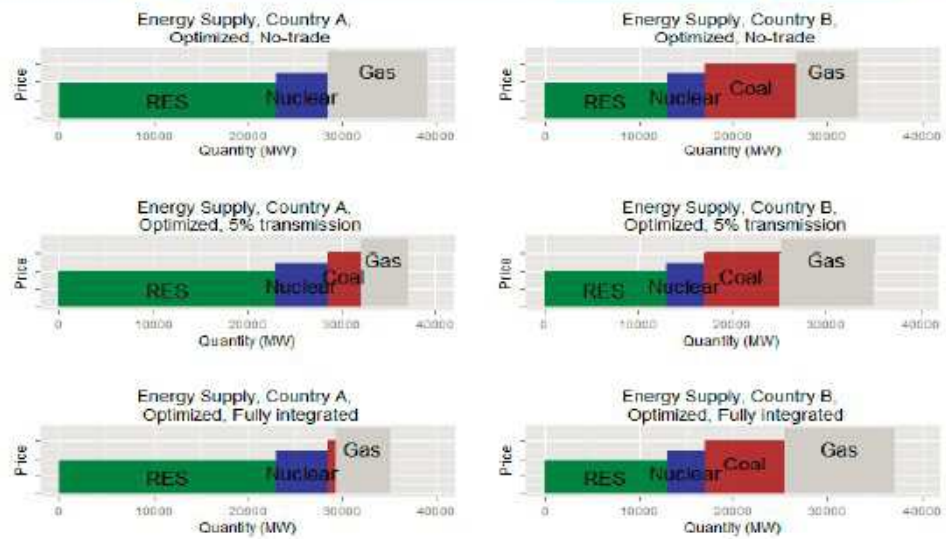 Energy Supply, Country A,
Optimized, No-trade
Price
RES
Nuclear
Gas
0 10000 20000 30000 40000
Quantity (MW)
Energy Supply, Country B,
Optimized, No-trade
Price
RES
Nuclear
Coal
Gas
0 10000 20000 30000 40000
Quantity (MW)
Energy Supply, Country A,
Optimized, 5% transmission
Price
RES
Nuclear
Coal
Gas
0 10000 20000 30000 40000
Quantity (MW)
Energy Supply, Country B,
Optimized, 5% transmission
Price
RES
Nuclear
Coal
Gas
0 10000 20000 30000 40000
Quantity (MW)
Energy Supply, Country A,
Optimized, Fully integrated
Price
RES
Nuclear
Gas
0 10000 20000 30000 40000
Quantity (MW)
Energy Supply, Country B,
Optimized, Fully integrated
Price
RES
Nuclear
Coal
Gas
0 10000 20000 30000 40000
Quantity (MW)